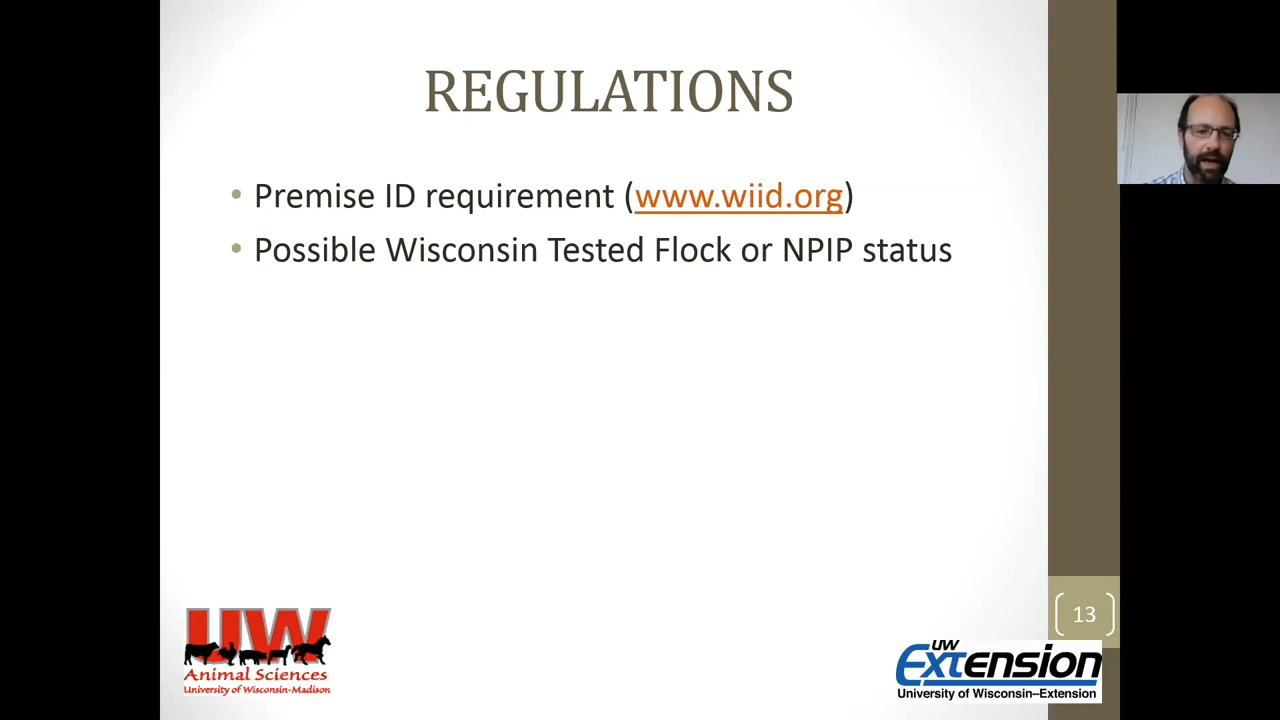 REGULATIONS
• Premise ID requirement (www.wiid.org)
• Possible Wisconsin Tested Flock or NPIP status
13
UW
Animal Sciences
University of Wisconsin-Madison
UW
Extension
University of Wisconsin–Extension